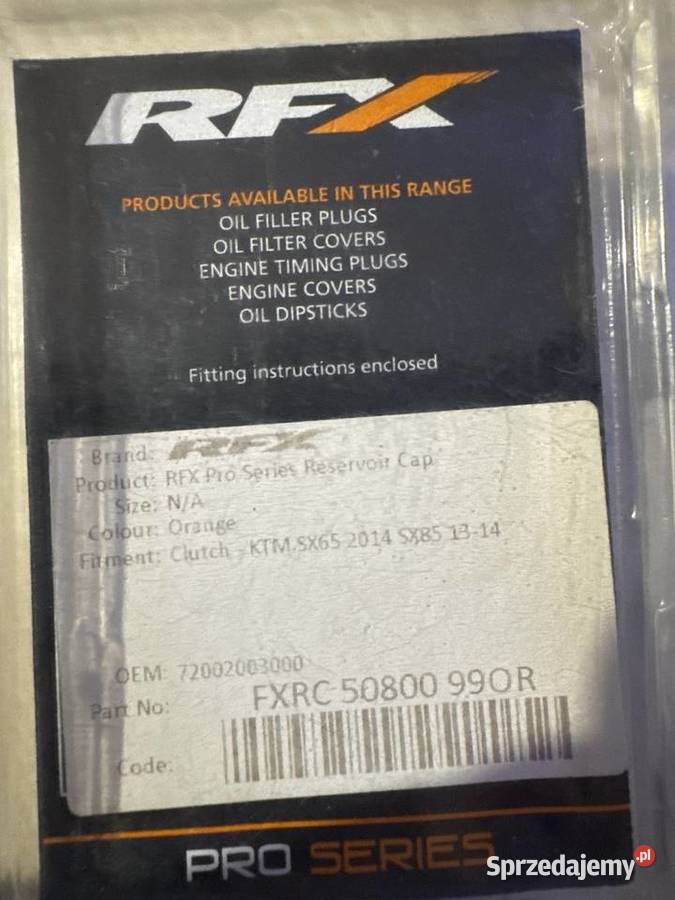 RFX
PRODUCTS AVAILABLE IN THIS RANGE
OIL FILLER PLUGS
OIL FILTER COVERS
ENGINE TIMING PLUGS
ENGINE COVERS
OIL DIPSTICKS
Fitting instructions enclosed
Brand: RFX
Product: RFX Pro Series Reservoir Cap
Size: N/A
Colour: Orange
Fitment: Clutch - KTM SX65 2014 SX85 13-14
OEM: 72002003000
Part No: FXRC 50800 99OR
Code:
PRO SERIES
Sprzedajemy.pl